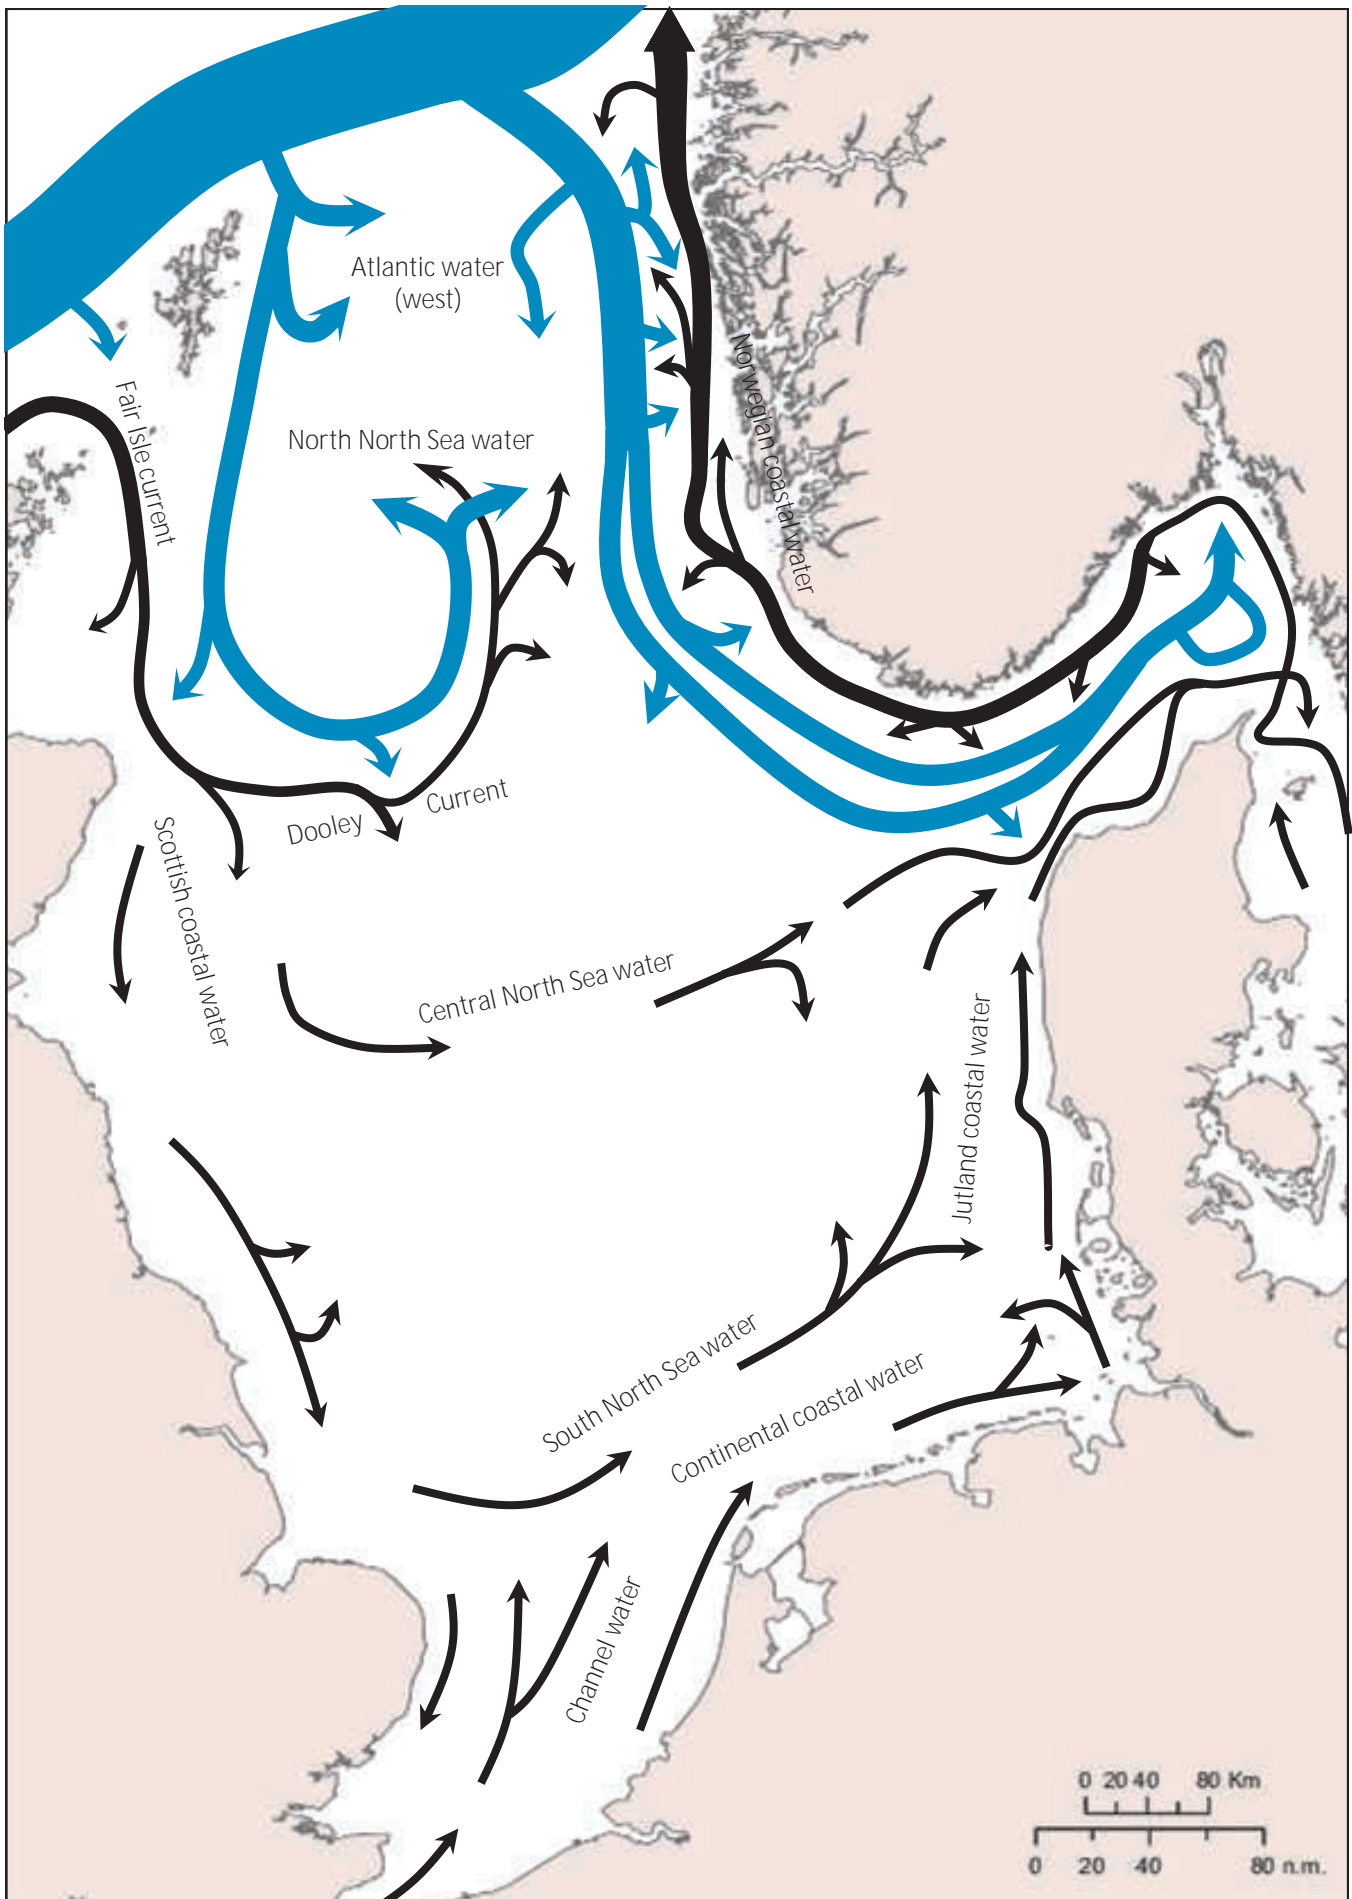 Atlantic water
(west)
Fair Isle current
North North Sea water
Norwegian coastal water
Dooley Current
Scottish coastal water
Central North Sea water
Jutland coastal water
South North Sea water
Continental coastal water
Channel water
0 20 40 80 Km
0 20 40 80 n.m.